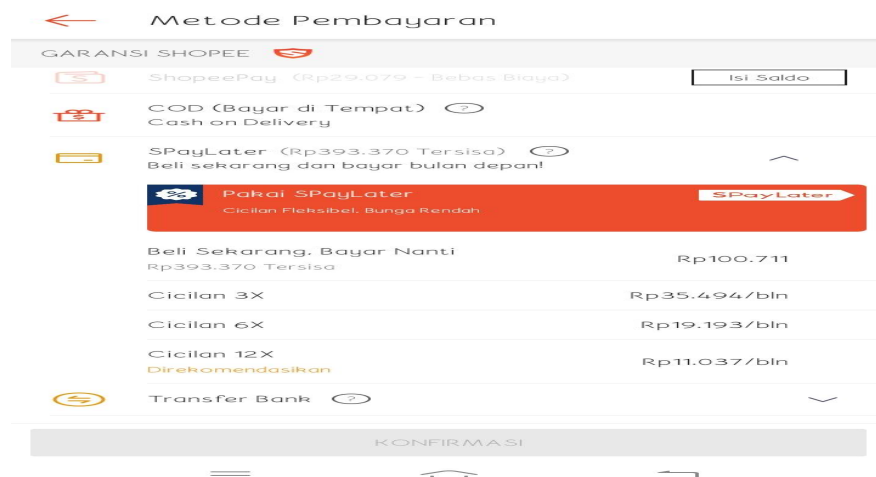 Metode Pembayaran
GARANSI SHOPEE
ShopeePay (Rp29.079 - Bebas Biaya)
Isi Saldo
COD (Bayar di Tempat) ?
Cash on Delivery
SPayLater (Rp393.370 Tersisa) ?
Beli sekarang dan bayar bulan depan!
Pakai SPayLater
SPayLater
Cicilan Fleksibel. Bunga Rendah
Beli Sekarang, Bayar Nanti
Rp100.711
Rp393.370 Tersisa
Cicilan 3X
Rp35.494/bln
Cicilan 6X
Rp19.193/bln
Cicilan 12X
Rp11.037/bln
Direkomendasikan
Transfer Bank ?
KONFIRMASI